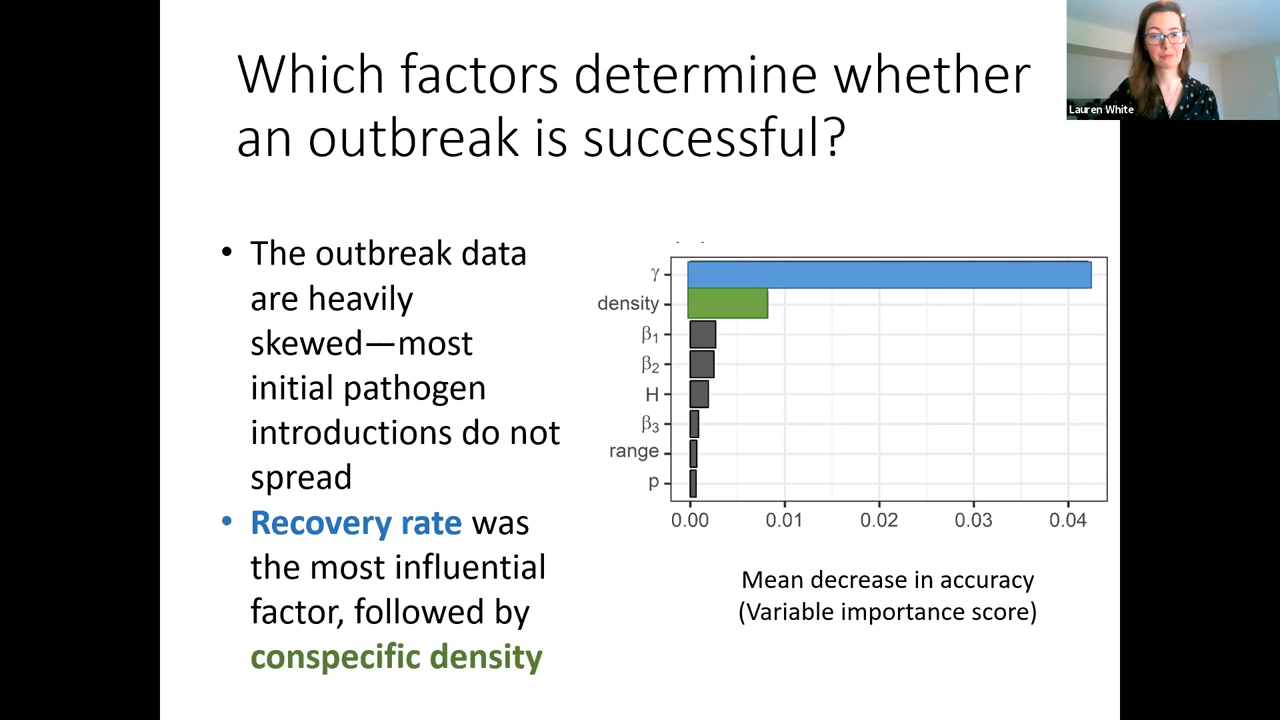 Which factors determine whether
an outbreak is successful?
Lauren White
• The outbreak data
are heavily
skewed—most
initial pathogen
introductions do not
spread
• Recovery rate was
the most influential
factor, followed by
conspecific density
γ
density
β₁
β₂
H
β₃
range
p
0.00 0.01 0.02 0.03 0.04
Mean decrease in accuracy
(Variable importance score)